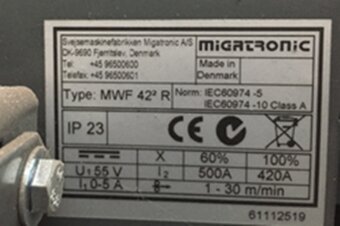 Svejsemaskinefabrikken Migatronic A/S
DK-9690 Fjerritslev, Denmark
Tel: +45 96500600
Telefax +45 96500601
MIGATRONIC
Made in
Denmark
Type: MWF 42² R
Norm: IEC60974 -5
IEC60974 -10 Class A
IP 23
CE
X 60% 100%
U1 55 V I2 500A 420A
I1 0-5 A 1 - 30 m/min
61112519